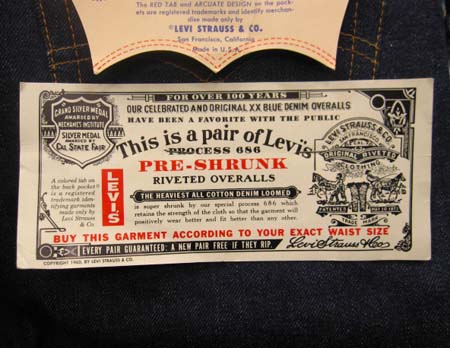 The RED TAB and ARCUATE DESIGN on the pock-
ets are registered trademarks and identify merchan-
dise made only by
©LEVI STRAUSS & CO.
San Francisco, California
Made in U.S.A.
FOR OVER 100 YEARS
OUR CELEBRATED AND ORIGINAL XX BLUE DENIM OVERALLS
HAVE BEEN A FAVORITE WITH THE PUBLIC
This is a pair of Levi's
PROCESS 686
PRE-SHRUNK
RIVETED OVERALLS
THE HEAVIEST ALL COTTON DENIM LOOMED
is super shrunk by our special process 686 which
retains the strength of the cloth so that the garment will
positively wear better and fit better than any other.
GRAND SILVER MEDAL
AWARDED BY
MECHANICS INSTITUTE
SILVER MEDAL
AWARDED BY
CAL STATE FAIR
A colored tab on
the back pocket
is a registered
trademark iden-
tifying garments
made only by
Levi Strauss
& Co.
LEVI'S
LEVI STRAUSS & CO.
SAN FRANCISCO, CAL.
ORIGINAL RIVETED
CLOTHING
TRADE MARK
BUY THIS GARMENT ACCORDING TO YOUR EXACT WAIST SIZE
EVERY PAIR GUARANTEED: A NEW PAIR FREE IF THEY RIP.
Levi Strauss & Co.
COPYRIGHT 1960, BY LEVI STRAUSS & CO.